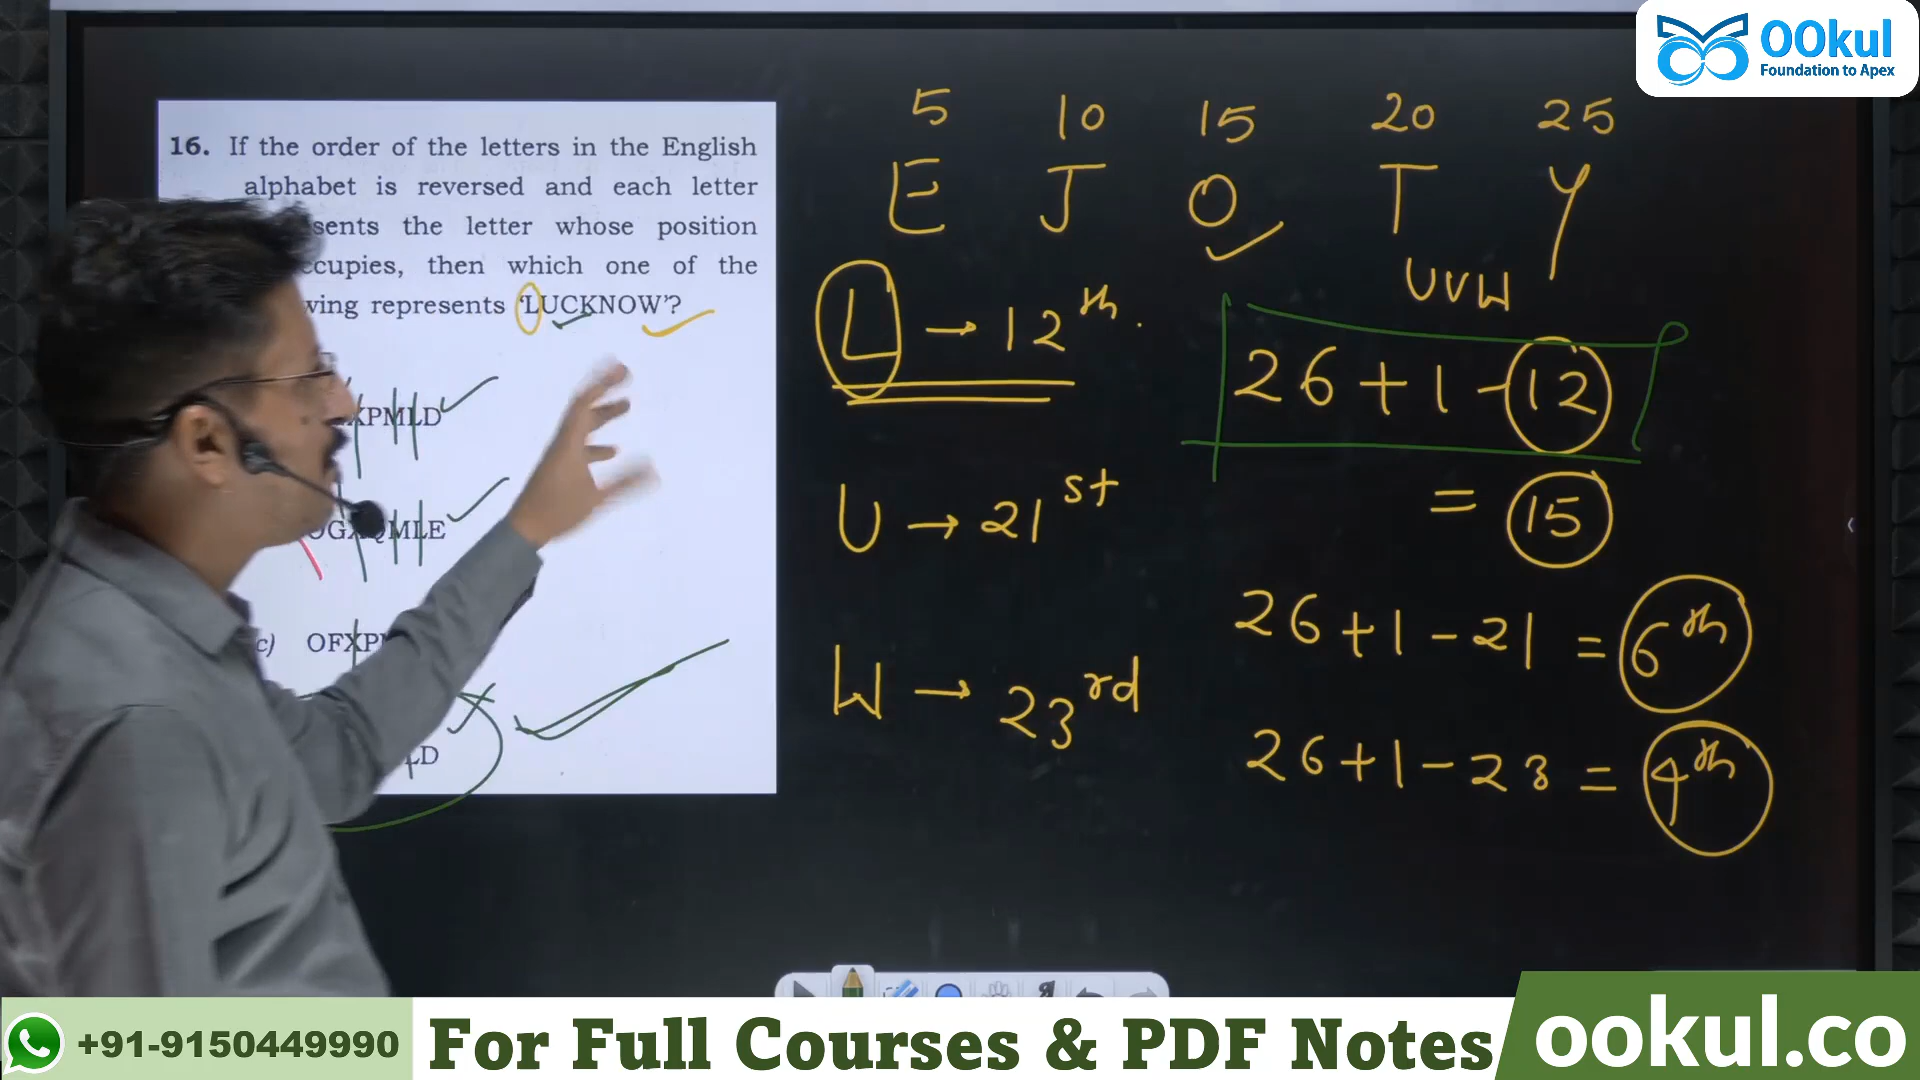 OOkul
Foundation to Apex
16. If the order of the letters in the English
alphabet is reversed and each letter
sents the letter whose position
ccupies, then which one of the
wing represents 'LUCKNOW'?
XPMLD
OGXQMLE
c) OFXP
LD
5 10 15 20 25
E J O T Y
UVW
L → 12th.
26 + 1 - 12
= 15
U → 21st
26 + 1 - 21 = 6th
W → 23rd
26 + 1 - 23 = 4th
+91-9150449990
For Full Courses & PDF Notes
ookul.co